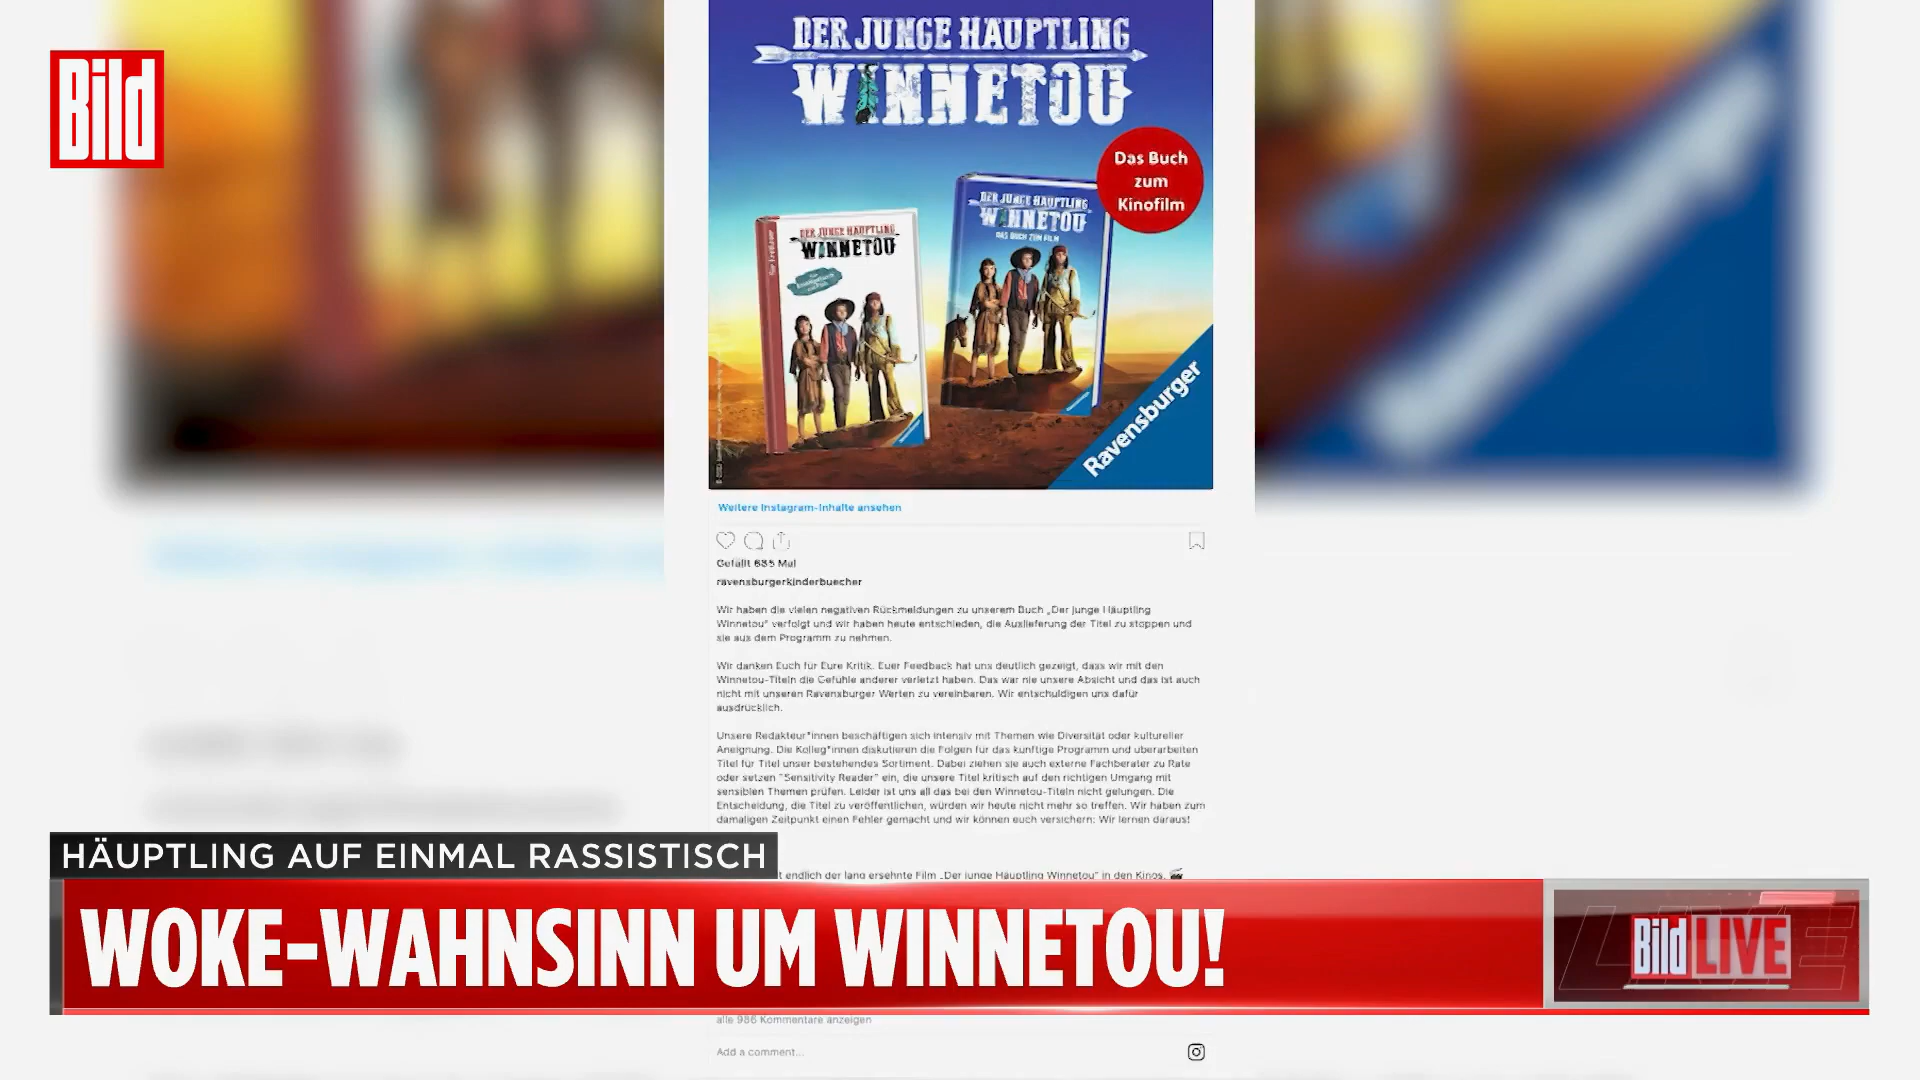 Bild
DER JUNGE HÄUPTLING
WINNETOU
Das Buch
zum
Kinofilm
DER JUNGE HÄUPTLING
WINNETOU
DAS BUCH ZUM FILM
DER JUNGE HÄUPTLING
WINNETOU
Ravensburger
Weitere Instagram-Inhalte ansehen
Gefällt 635 Mal
ravensburgerkinderbuecher
Wir haben die vielen negativen Rückmeldungen zu unserem Buch „Der junge Häuptling
Winnetou“ verfolgt und wir haben heute entschieden, die Auslieferung der Titel zu stoppen und
sie aus dem Programm zu nehmen.
Wir danken Euch für Eure Kritik. Euer Feedback hat uns deutlich gezeigt, dass wir mit den
Winnetou-Titeln die Gefühle anderer verletzt haben. Das war nie unsere Absicht und das ist auch
nicht mit unseren Ravensburger Werten zu vereinbaren. Wir entschuldigen uns dafür
ausdrücklich.
Unsere Redakteur*innen beschäftigen sich intensiv mit Themen wie Diversität oder kultureller
Aneignung. Die Kolleg*innen diskutieren die Folgen für das künftige Programm und überarbeiten
Titel für Titel unser bestehendes Sortiment. Dabei ziehen sie auch externe Fachberater zu Rate
oder setzen "Sensitivity Reader" ein, die unsere Titel kritisch auf den richtigen Umgang mit
sensiblen Themen prüfen. Leider ist uns all das bei den Winnetou-Titeln nicht gelungen. Die
Entscheidung, die Titel zu veröffentlichen, würden wir heute nicht mehr so treffen. Wir haben zum
damaligen Zeitpunkt einen Fehler gemacht und wir können euch versichern: Wir lernen daraus!
endlich der lang ersehnte Film „Der junge Häuptling Winnetou“ in den Kinos.
HÄUPTLING AUF EINMAL RASSISTISCH
WOKE-WAHNSINN UM WINNETOU!
Bild LIVE
alle 986 Kommentare anzeigen
Add a comment...